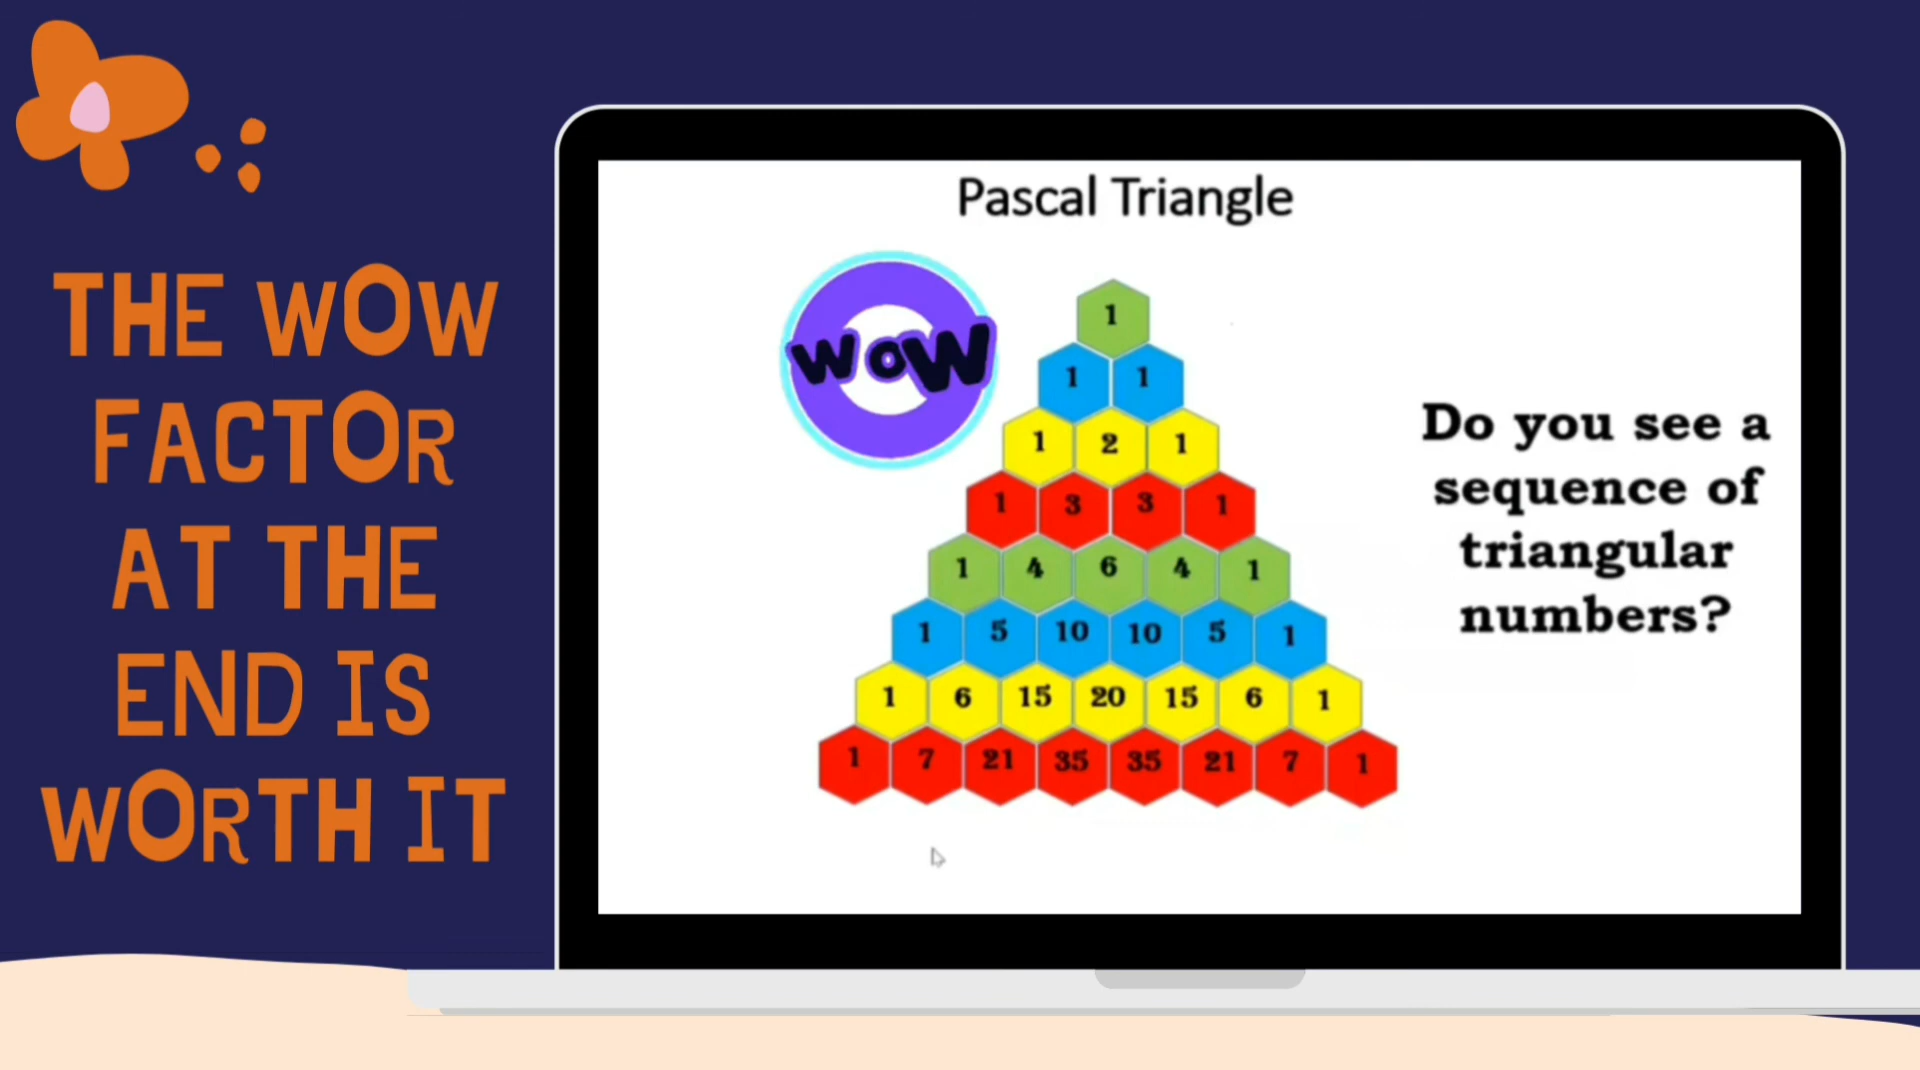 THE WOW
FACTOR
AT THE
END IS
WORTH IT
Pascal Triangle
WOW
1
1 1
1 2 1
1 3 3 1
1 4 6 4 1
1 5 10 10 5 1
1 6 15 20 15 6 1
1 7 21 35 35 21 7 1
Do you see a
sequence of
triangular
numbers?